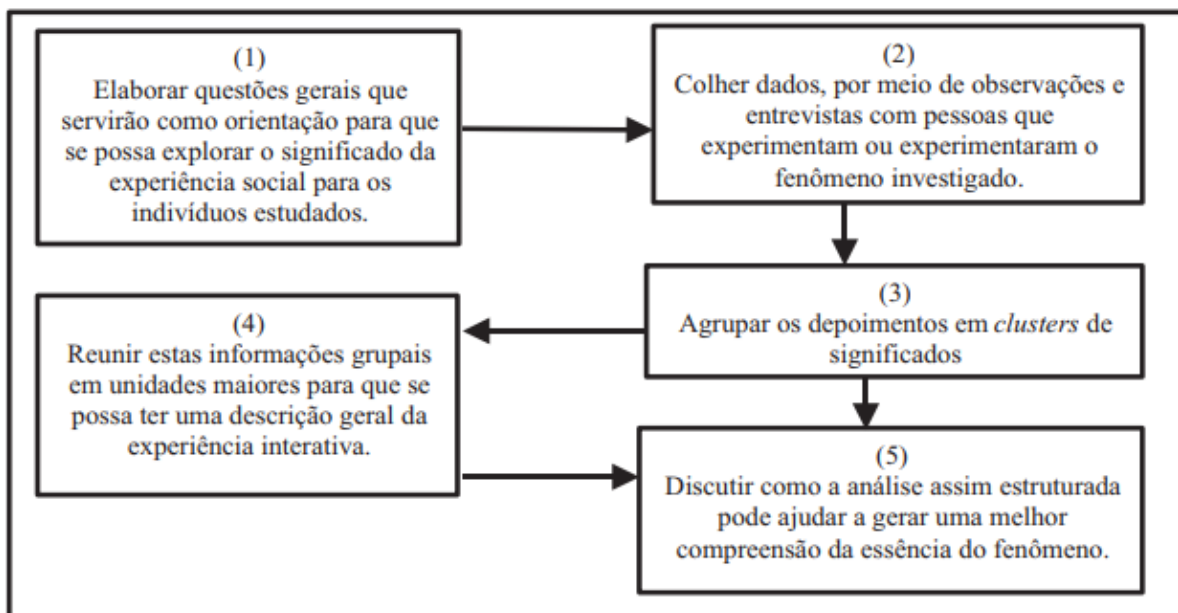 (1)
Elaborar questões gerais que
servirão como orientação para que
se possa explorar o significado da
experiência social para os
indivíduos estudados.
(2)
Colher dados, por meio de observações e
entrevistas com pessoas que
experimentam ou experimentaram o
fenômeno investigado.
(3)
Agrupar os depoimentos em clusters de
significados
(4)
Reunir estas informações grupais
em unidades maiores para que se
possa ter uma descrição geral da
experiência interativa.
(5)
Discutir como a análise assim estruturada
pode ajudar a gerar uma melhor
compreensão da essência do fenômeno.